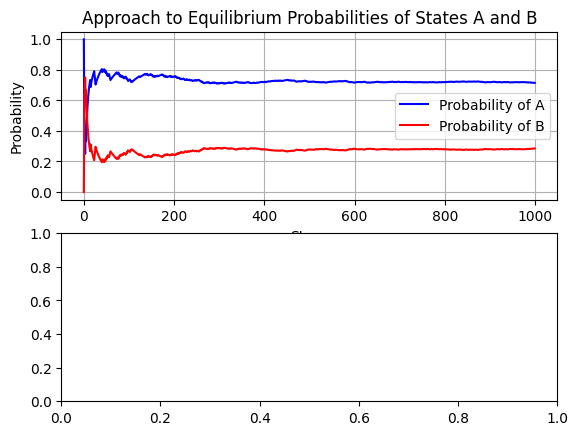 Approach to Equilibrium Probabilities of States A and B
1.0
0.8
0.6
0.4
0.2
0.0
Probability
Probability of A
Probability of B
0 200 400 600 800 1000
1.0
0.8
0.6
0.4
0.2
0.0
0.0 0.2 0.4 0.6 0.8 1.0